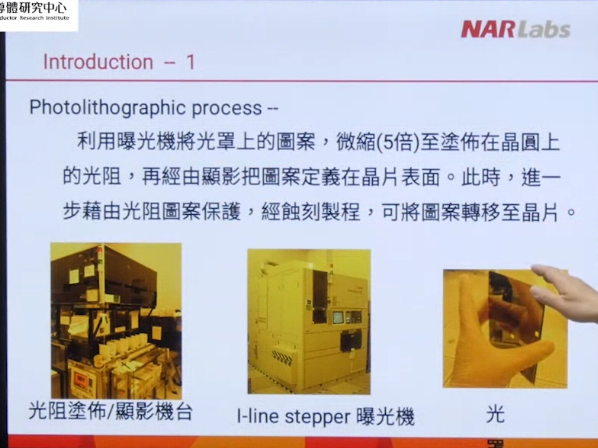 導體研究中心
ductor Research Institute
NARLabs
Introduction – 1
Photolithographic process --
利用曝光機將光罩上的圖案，微縮(5倍)至塗佈在晶圓上
的光阻，再經由顯影把圖案定義在晶片表面。此時，進一
步藉由光阻圖案保護，經蝕刻製程，可將圖案轉移至晶片。
光阻塗佈/顯影機台
I-line stepper 曝光機
光